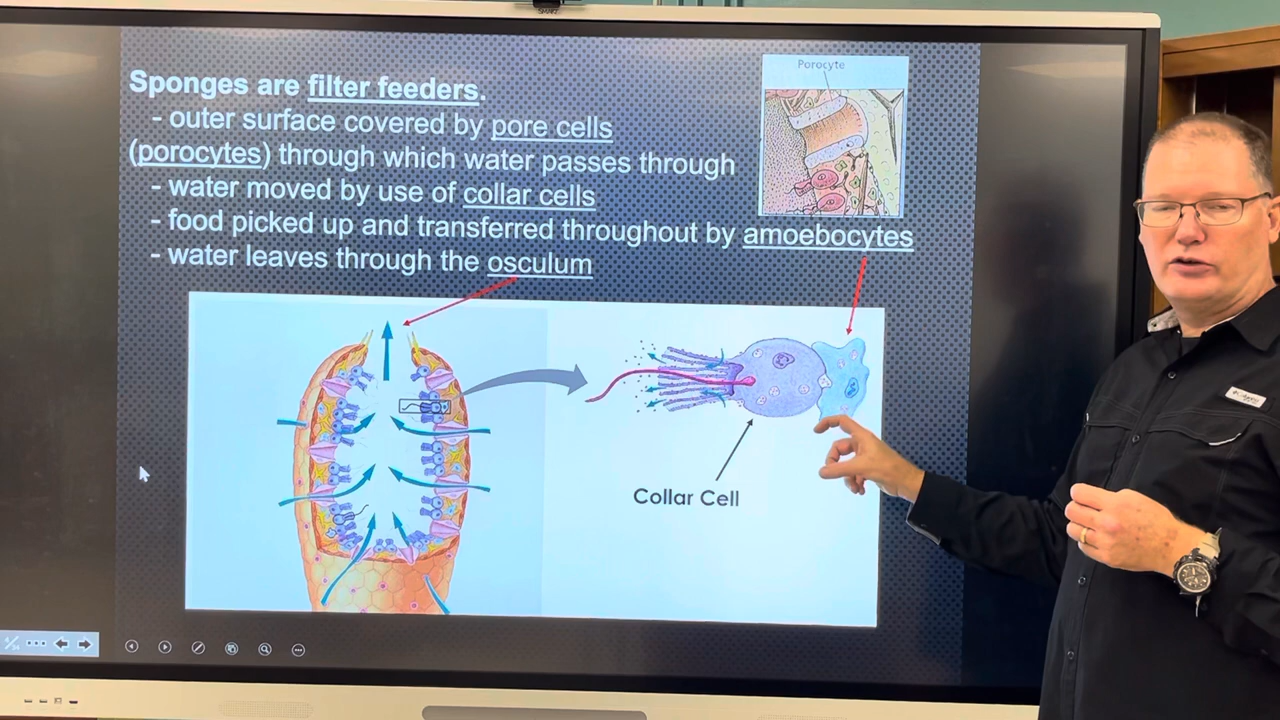 SMART
Sponges are filter feeders.
- outer surface covered by pore cells
(porocytes) through which water passes through
- water moved by use of collar cells
- food picked up and transferred throughout by amoebocytes
- water leaves through the osculum
Porocyte
Collar Cell